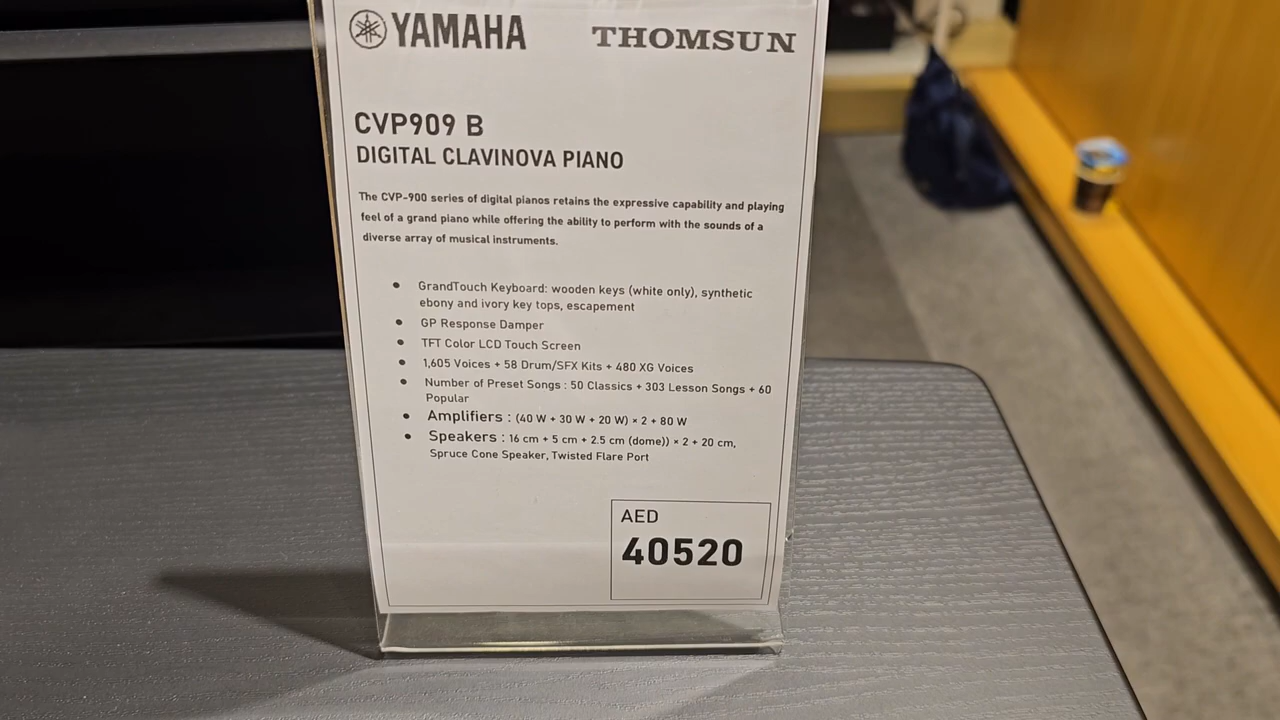 YAMAHA THOMSUN
CVP909 B
DIGITAL CLAVINOVA PIANO
The CVP-900 series of digital pianos retains the expressive capability and playing
feel of a grand piano while offering the ability to perform with the sounds of a
diverse array of musical instruments.
• GrandTouch Keyboard: wooden keys (white only), synthetic
ebony and ivory key tops, escapement
• GP Response Damper
• TFT Color LCD Touch Screen
• 1,605 Voices + 58 Drum/SFX Kits + 480 XG Voices
• Number of Preset Songs : 50 Classics + 303 Lesson Songs + 60
Popular
• Amplifiers : (40 W + 30 W + 20 W) × 2 + 80 W
• Speakers : 16 cm + 5 cm + 2.5 cm (dome)) × 2 + 20 cm,
Spruce Cone Speaker, Twisted Flare Port
AED
40520